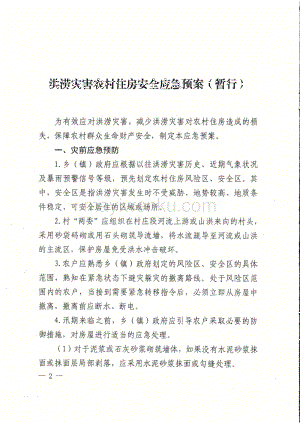 洪涝灾害农村住房安全应急预案（暂行）
为有效应对洪涝灾害，减少洪涝灾害对农村住房造成的损
失，保障农村群众生命财产安全，制定本应急预案。
一、灾前应急预防
1.乡（镇）政府应根据以往洪涝灾害历史、近期气象状况
及暴雨预警信号等级，预先划定农村住房风险区、安全区。其
中，安全区是指洪涝灾害发生时不受威胁，地势较高，地质条
件稳定，可供安全居住的区域或场所。
2.村“两委”应组织在村庄段河流上游或山洪来向的村头，
采用砂袋码砌或用石头砌筑导流墙，将水流疏导至河流或山洪
的主流区，保护房屋免受洪水冲击破坏。
3.农户应熟悉乡（镇）政府划定的风险区、安全区的具体
范围，熟知在紧急状态下避灾躲灾的撤离路线。处于风险区范
围内的农户，当接到需要紧急转移指令后，必须立即从房屋中
撤离，撤离前应断水、断电。
4.汛期来临之前，乡（镇）政府应引导农户采取必要的防
御措施，对房屋进行适当的应急处理。
（1）对于泥浆或石灰砂浆砌筑墙体，如果没有水泥砂浆抹
面或抹面层局部剥落，应采用水泥砂浆抹面或勾缝处理。
— 2 —